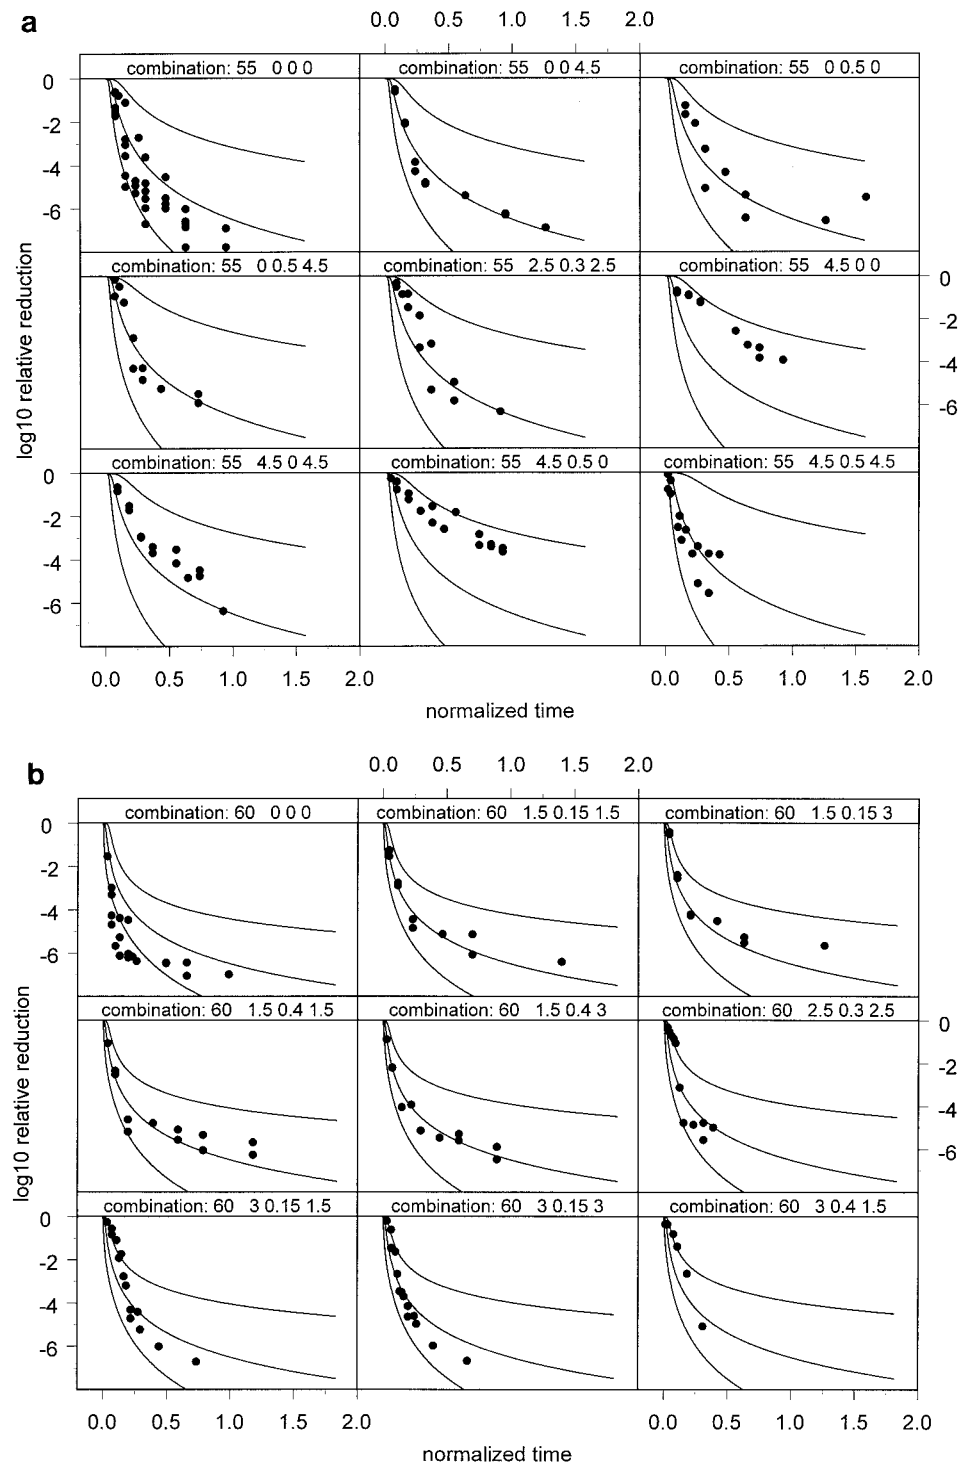 a
0.0 0.5 1.0 1.5 2.0
combination: 55 0 0 0
combination: 55 0 0 4.5
combination: 55 0 0.5 0
0
-2
-4
-6
combination: 55 0 0.5 4.5
combination: 55 2.5 0.3 2.5
combination: 55 4.5 0 0
0
-2
-4
-6
log10 relative reduction
combination: 55 4.5 0 4.5
combination: 55 4.5 0.5 0
combination: 55 4.5 0.5 4.5
0
-2
-4
-6
0.0 0.5 1.0 1.5 2.0
0.0 0.5 1.0 1.5 2.0
normalized time
b
0.0 0.5 1.0 1.5 2.0
combination: 60 0 0 0
combination: 60 1.5 0.15 1.5
combination: 60 1.5 0.15 3
0
-2
-4
-6
combination: 60 1.5 0.4 1.5
combination: 60 1.5 0.4 3
combination: 60 2.5 0.3 2.5
0
-2
-4
-6
log10 relative reduction
combination: 60 3 0.15 1.5
combination: 60 3 0.15 3
combination: 60 3 0.4 1.5
0
-2
-4
-6
0.0 0.5 1.0 1.5 2.0
0.0 0.5 1.0 1.5 2.0
normalized time